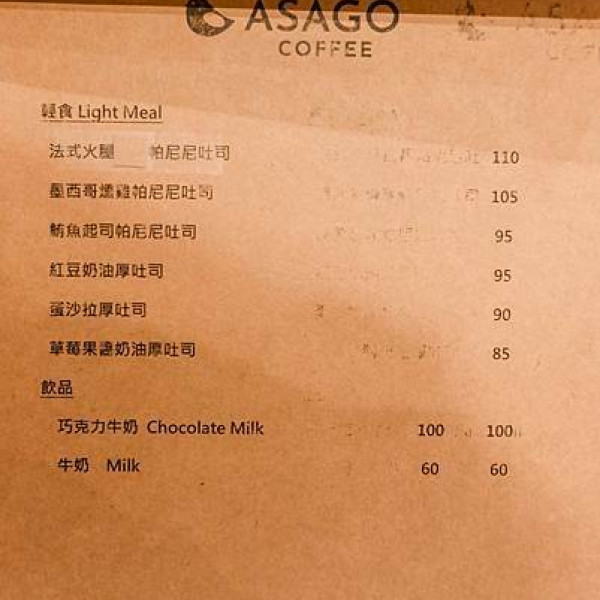 ASAGO
COFFEE
輕食 Light Meal
法式火腿 帕尼尼吐司 110
墨西哥燻雞帕尼尼吐司 105
鮪魚起司帕尼尼吐司 95
紅豆奶油厚吐司 95
蛋沙拉厚吐司 90
草莓果醬奶油厚吐司 85
飲品
巧克力牛奶 Chocolate Milk 100 100
牛奶 Milk 60 60